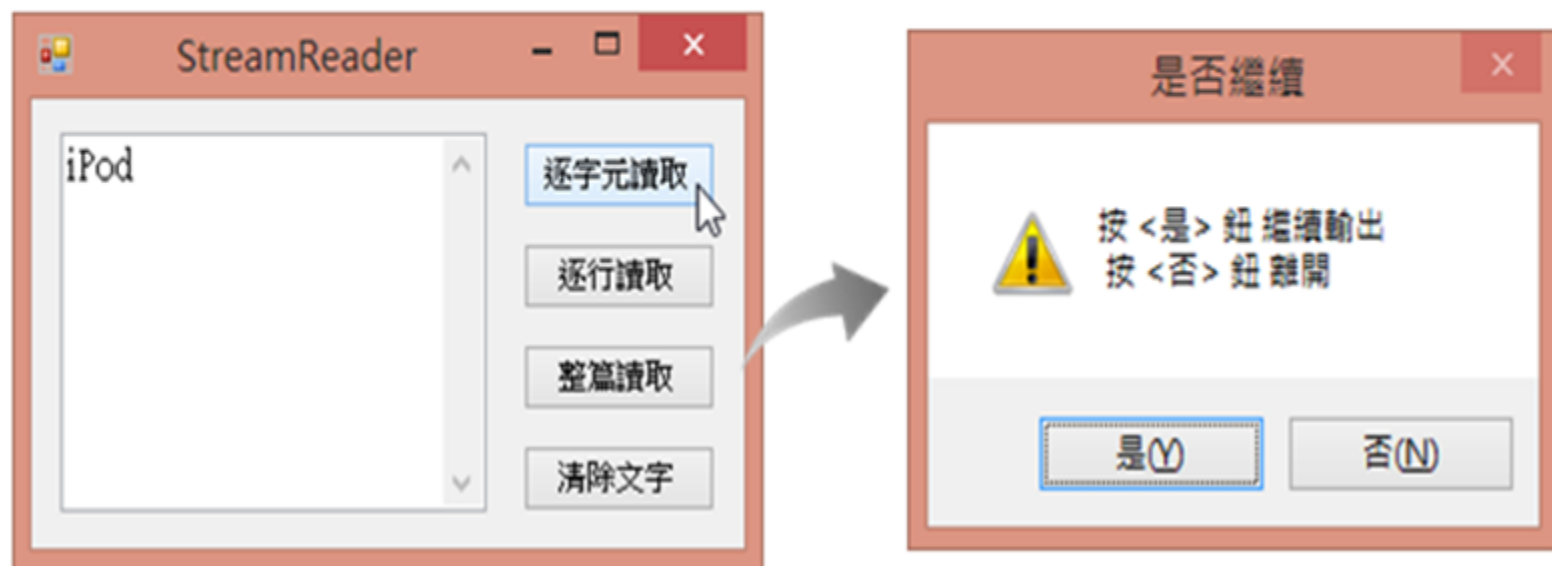 StreamReader
iPod
逐字元讀取
逐行讀取
整篇讀取
清除文字
是否繼續
按 <是> 鈕 繼續輸出
按 <否> 鈕 離開
是(Y)
否(N)